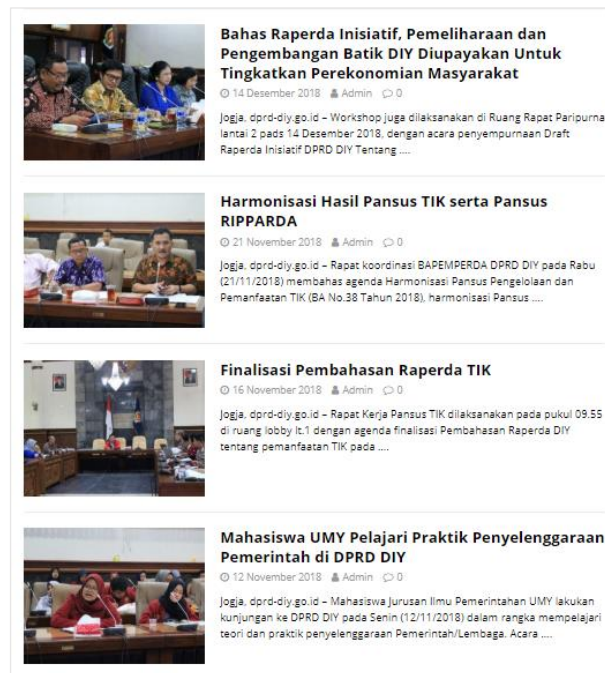 Bahas Raperda Inisiatif, Pemeliharaan dan
Pengembangan Batik DIY Diupayakan Untuk
Tingkatkan Perekonomian Masyarakat
14 Desember 2018 Admin 0
Jogja, dprd-diy.go.id – Workshop juga dilaksanakan di Ruang Rapat Paripurna
lantai 2 pads 14 Desember 2018, dengan acara penyempurnaan Draft
Raperda Inisiatif DPRD DIY Tentang ....
Harmonisasi Hasil Pansus TIK serta Pansus
RIPPARDA
21 November 2018 Admin 0
Jogja, dprd-diy.go.id – Rapat koordinasi BAPEMPERDA DPRD DIY pada Rabu
(21/11/2018) membahas agenda Harmonisasi Pansus Pengelolaan dan
Pemanfaatan TIK (BA No.38 Tahun 2018), harmonisasi Pansus ....
Finalisasi Pembahasan Raperda TIK
16 November 2018 Admin 0
Jogja, dprd-diy.go.id – Rapat Kerja Pansus TIK dilaksanakan pada pukul 09.55
di ruang lobby lt.1 dengan agenda finalisasi Pembahasan Raperda DIY
tentang pemanfaatan TIK pada ....
Mahasiswa UMY Pelajari Praktik Penyelenggaraan
Pemerintah di DPRD DIY
12 November 2018 Admin 0
Jogja, dprd-diy.go.id – Mahasiswa Jurusan Ilmu Pemerintahan UMY lakukan
kunjungan ke DPRD DIY pada Senin (12/11/2018) dalam rangka mempelajari
teori dan praktik penyelenggaraan Pemerintah/Lembaga. Acara ....